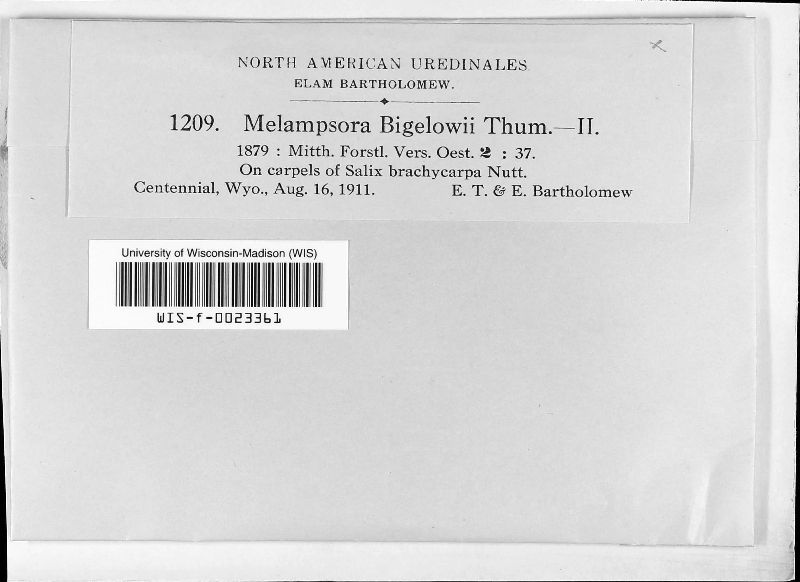 NORTH AMERICAN UREDINALES
ELAM BARTHOLOMEW.
1209. Melampsora Bigelowii Thum.—II.
1879 : Mitth. Forstl. Vers. Oest. 2 : 37.
On carpels of Salix brachycarpa Nutt.
Centennial, Wyo., Aug. 16, 1911. E. T. & E. Bartholomew
University of Wisconsin-Madison (WIS)
WIS-f-0023361